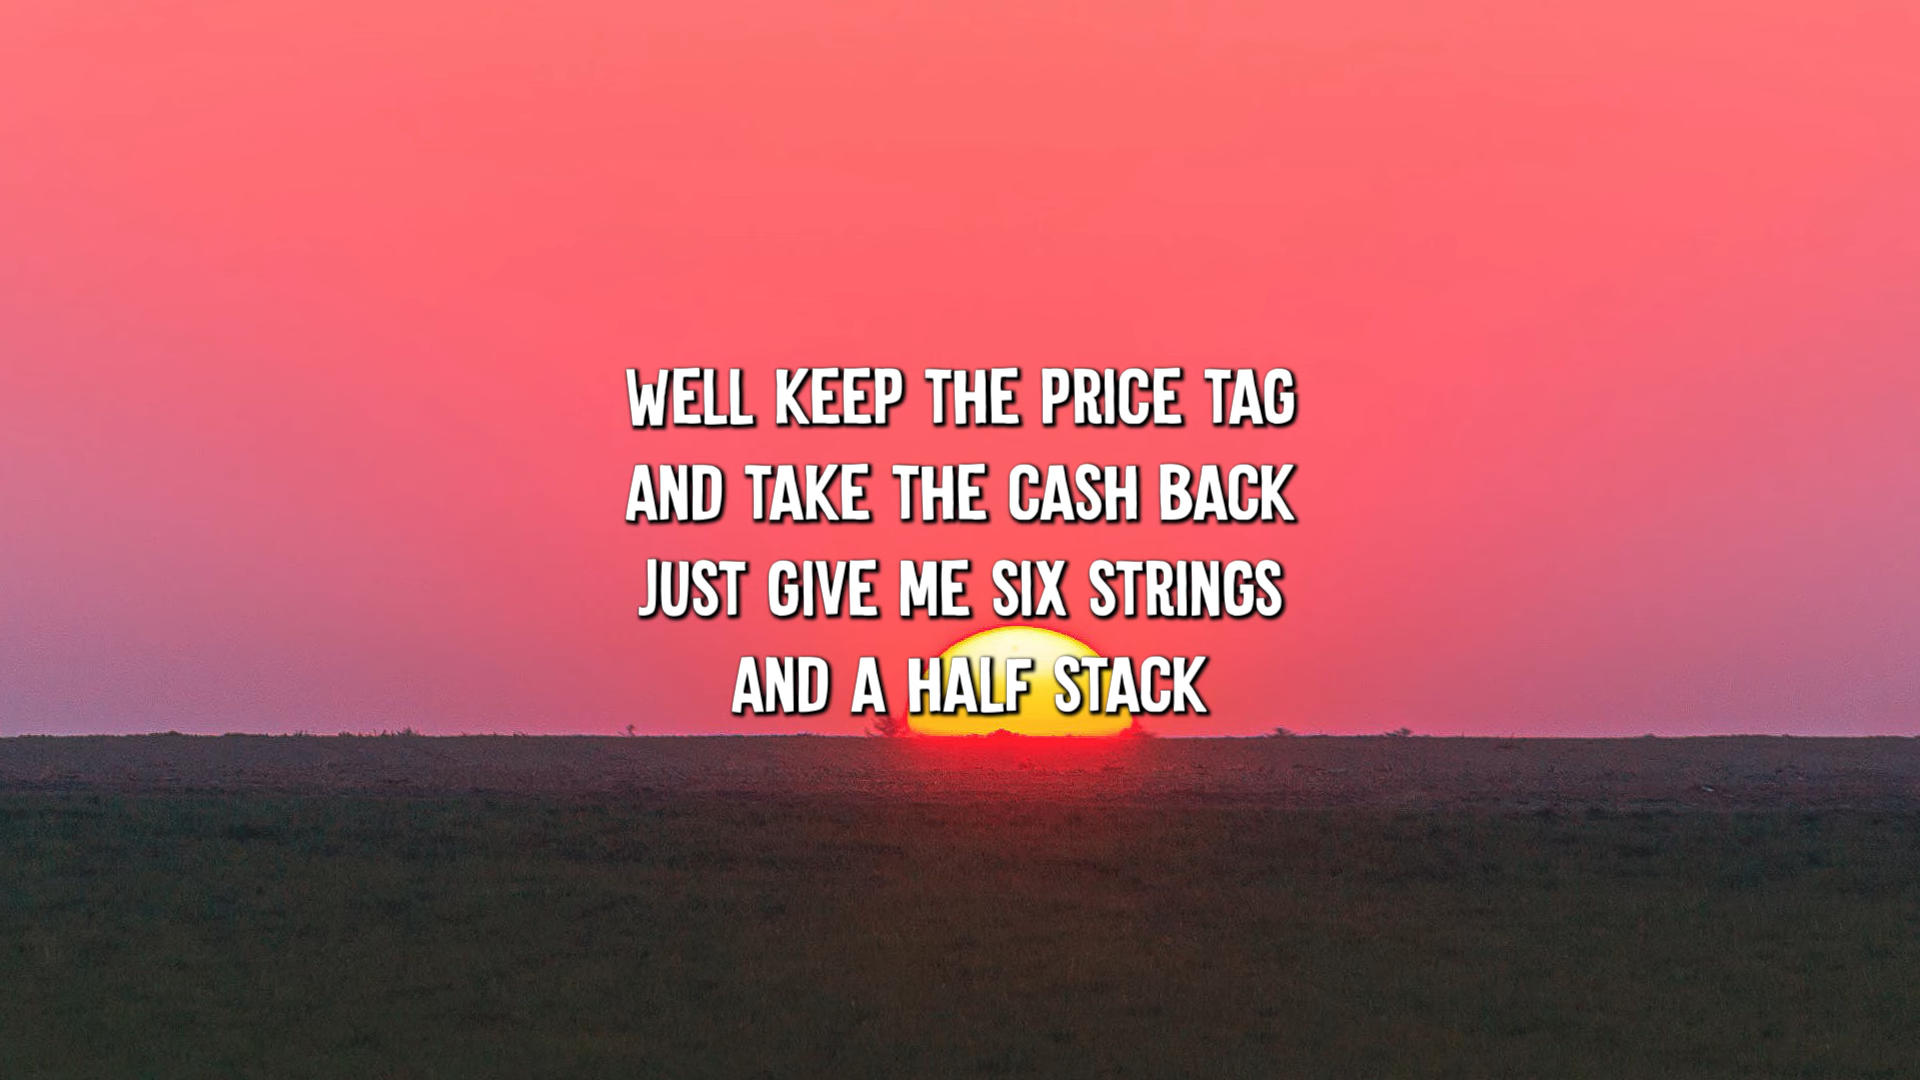 WELL KEEP THE PRICE TAG
AND TAKE THE CASH BACK
JUST GIVE ME SIX STRINGS
AND A HALF STACK